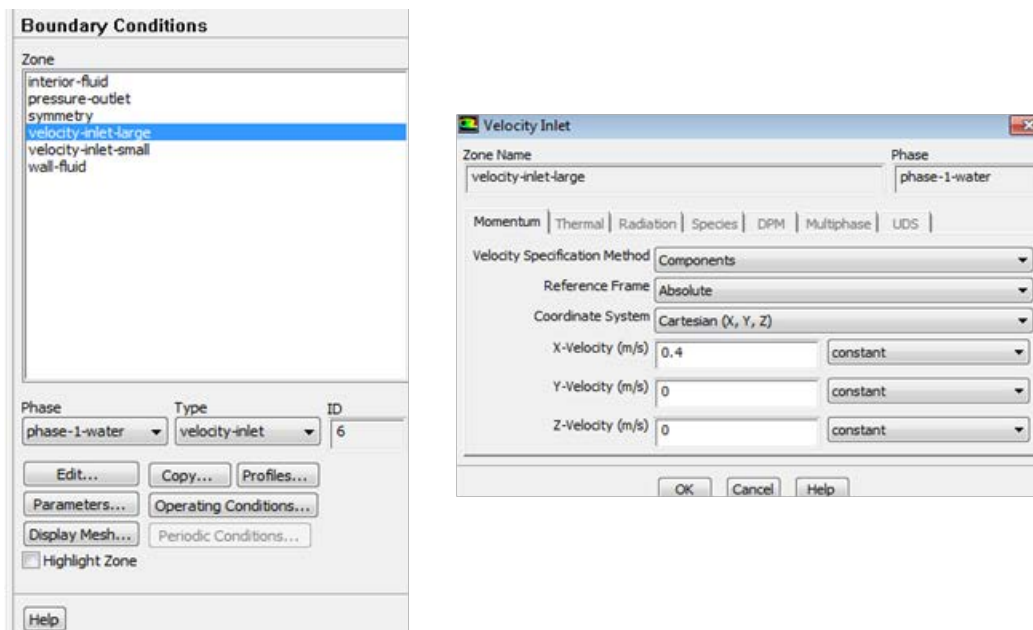 Boundary Conditions
Zone
interior-fluid
pressure-outlet
symmetry
velocity-inlet-large
velocity-inlet-small
wall-fluid
Phase Type ID
phase-1-water velocity-inlet 6
Edit... Copy... Profiles...
Parameters... Operating Conditions...
Display Mesh... Periodic Conditions...
Highlight Zone
Help
Velocity Inlet
Zone Name Phase
velocity-inlet-large phase-1-water
Momentum Thermal Radiation Species DPM Multiphase UDS
Velocity Specification Method Components
Reference Frame Absolute
Coordinate System Cartesian (X, Y, Z)
X-Velocity (m/s) 0.4 constant
Y-Velocity (m/s) 0 constant
Z-Velocity (m/s) 0 constant
OK Cancel Help